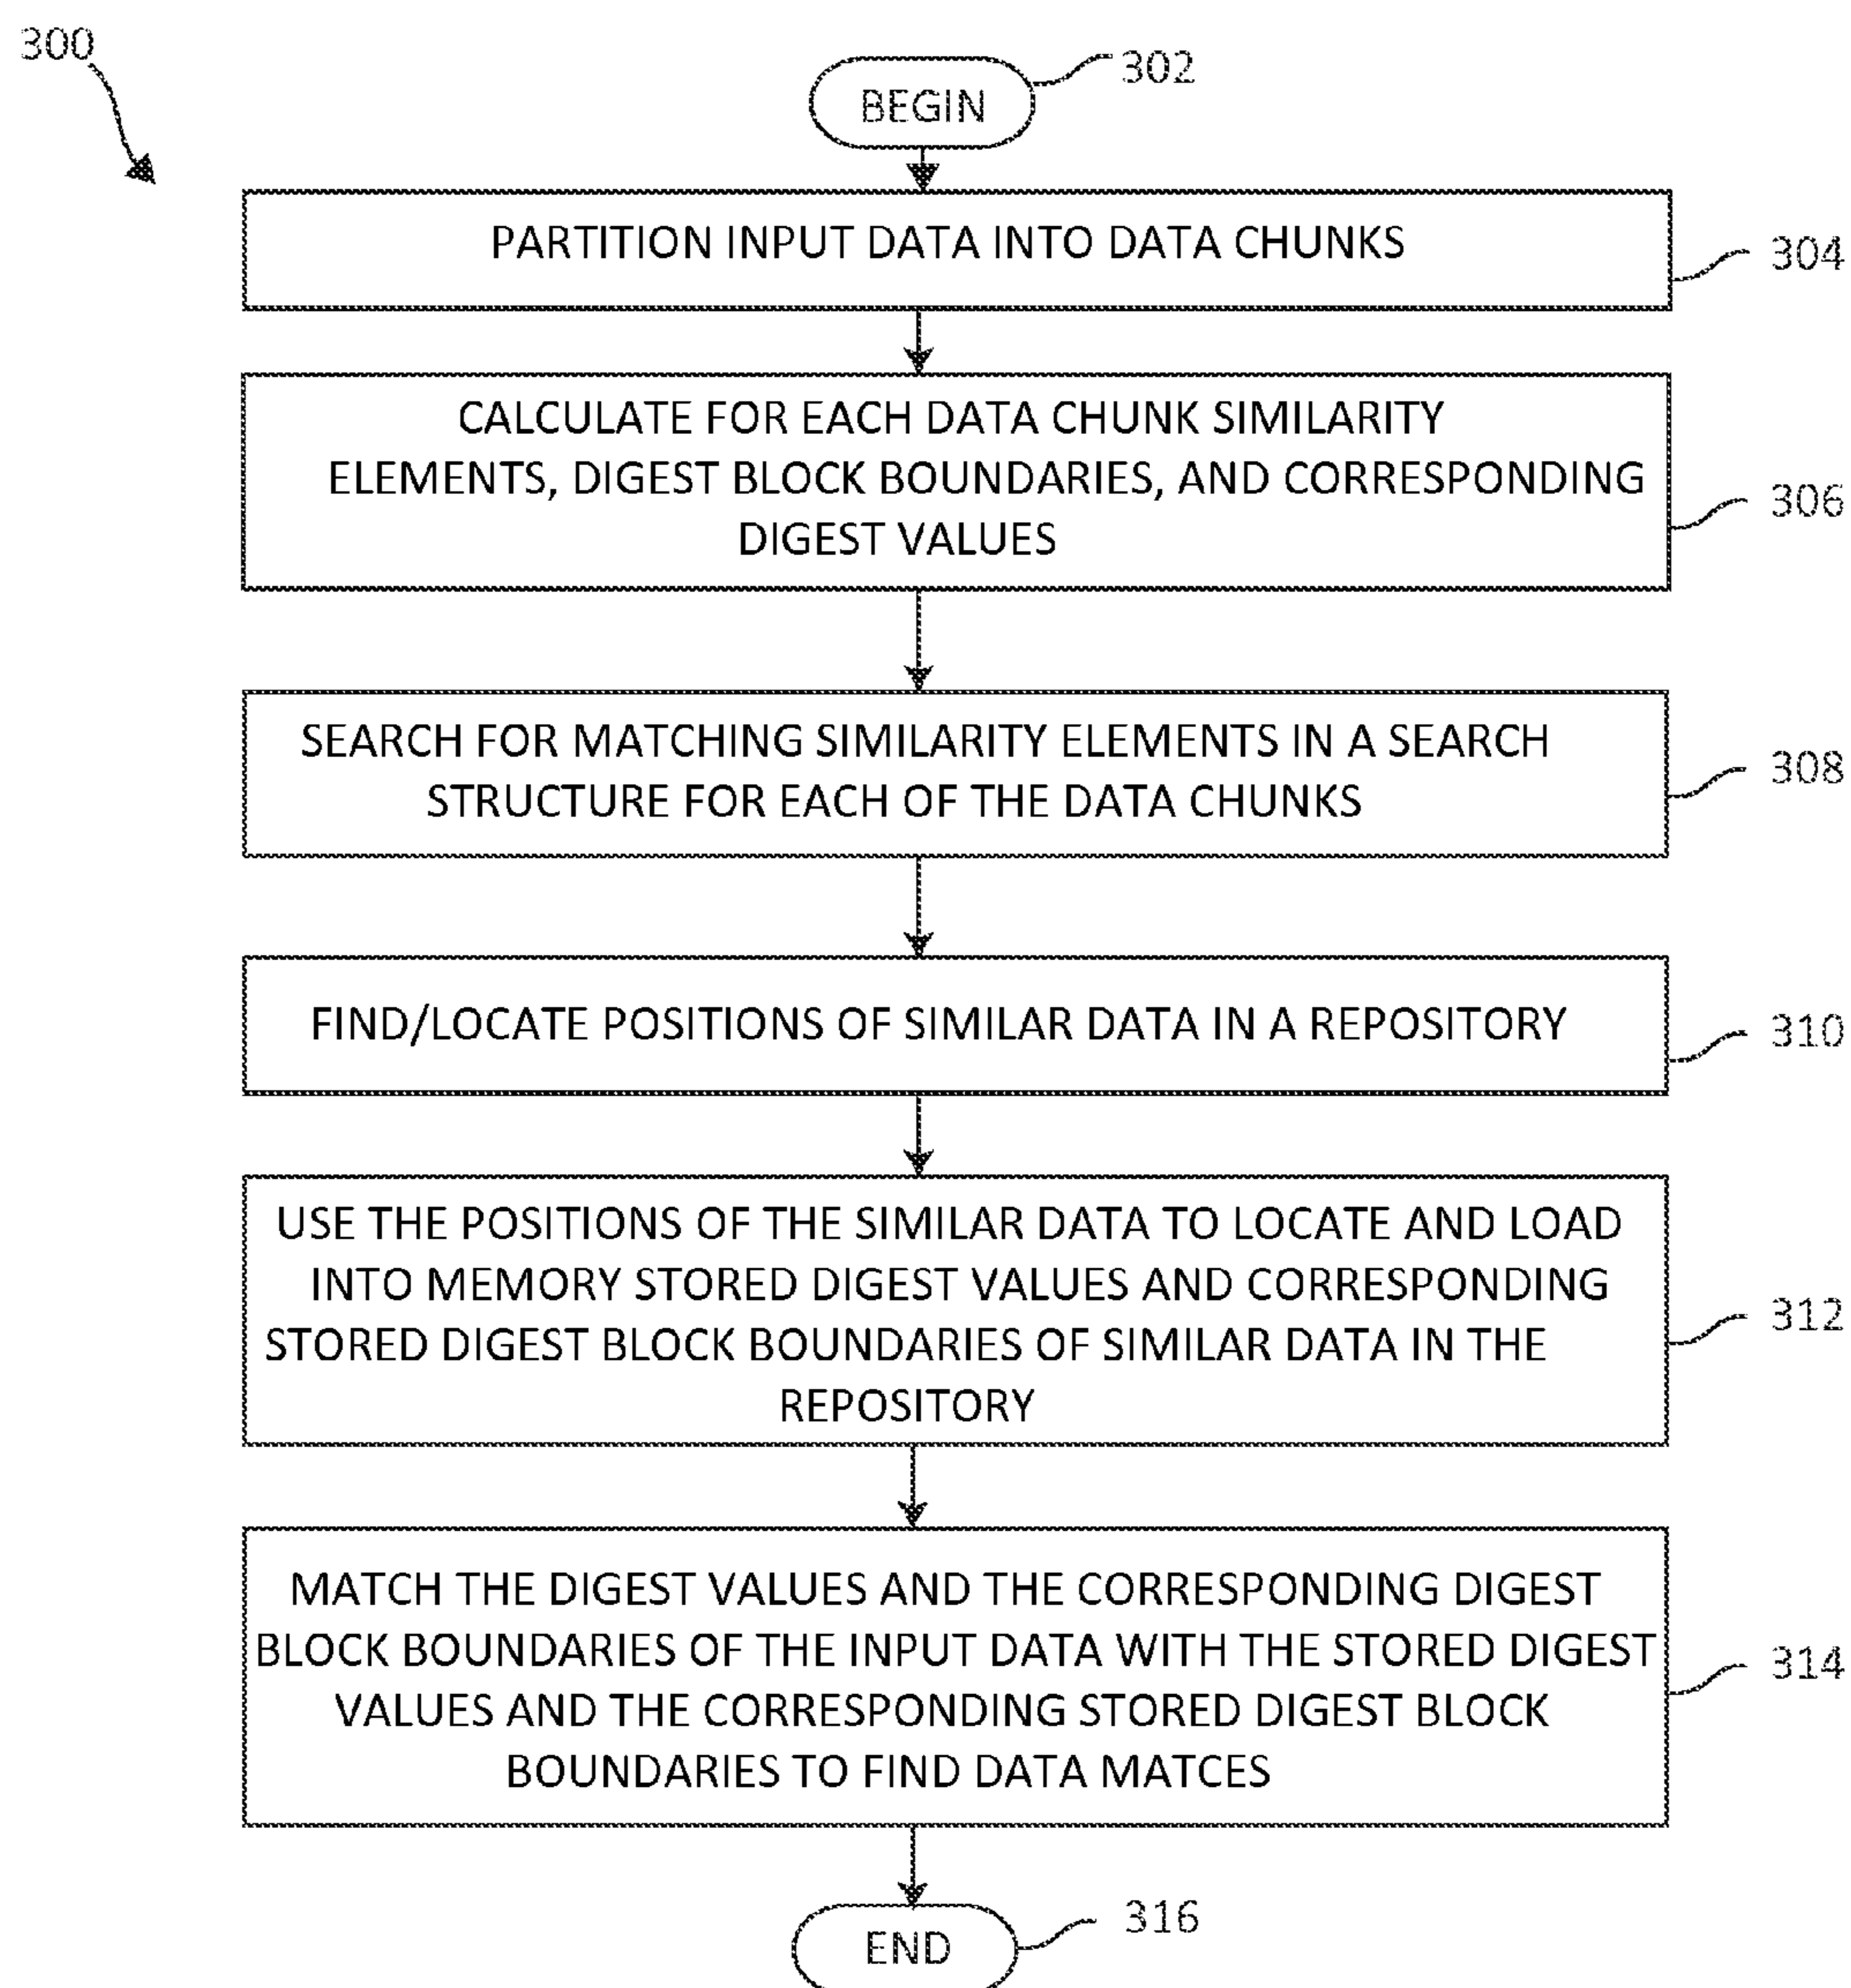 300
302
BEGIN
PARTITION INPUT DATA INTO DATA CHUNKS
304
CALCULATE FOR EACH DATA CHUNK SIMILARITY
ELEMENTS, DIGEST BLOCK BOUNDARIES, AND CORRESPONDING
DIGEST VALUES
306
SEARCH FOR MATCHING SIMILARITY ELEMENTS IN A SEARCH
STRUCTURE FOR EACH OF THE DATA CHUNKS
308
FIND/LOCATE POSITIONS OF SIMILAR DATA IN A REPOSITORY
310
USE THE POSITIONS OF THE SIMILAR DATA TO LOCATE AND LOAD
INTO MEMORY STORED DIGEST VALUES AND CORRESPONDING
STORED DIGEST BLOCK BOUNDARIES OF SIMILAR DATA IN THE
REPOSITORY
312
MATCH THE DIGEST VALUES AND THE CORRESPONDING DIGEST
BLOCK BOUNDARIES OF THE INPUT DATA WITH THE STORED DIGEST
VALUES AND THE CORRESPONDING STORED DIGEST BLOCK
BOUNDARIES TO FIND DATA MATCES
314
316
END